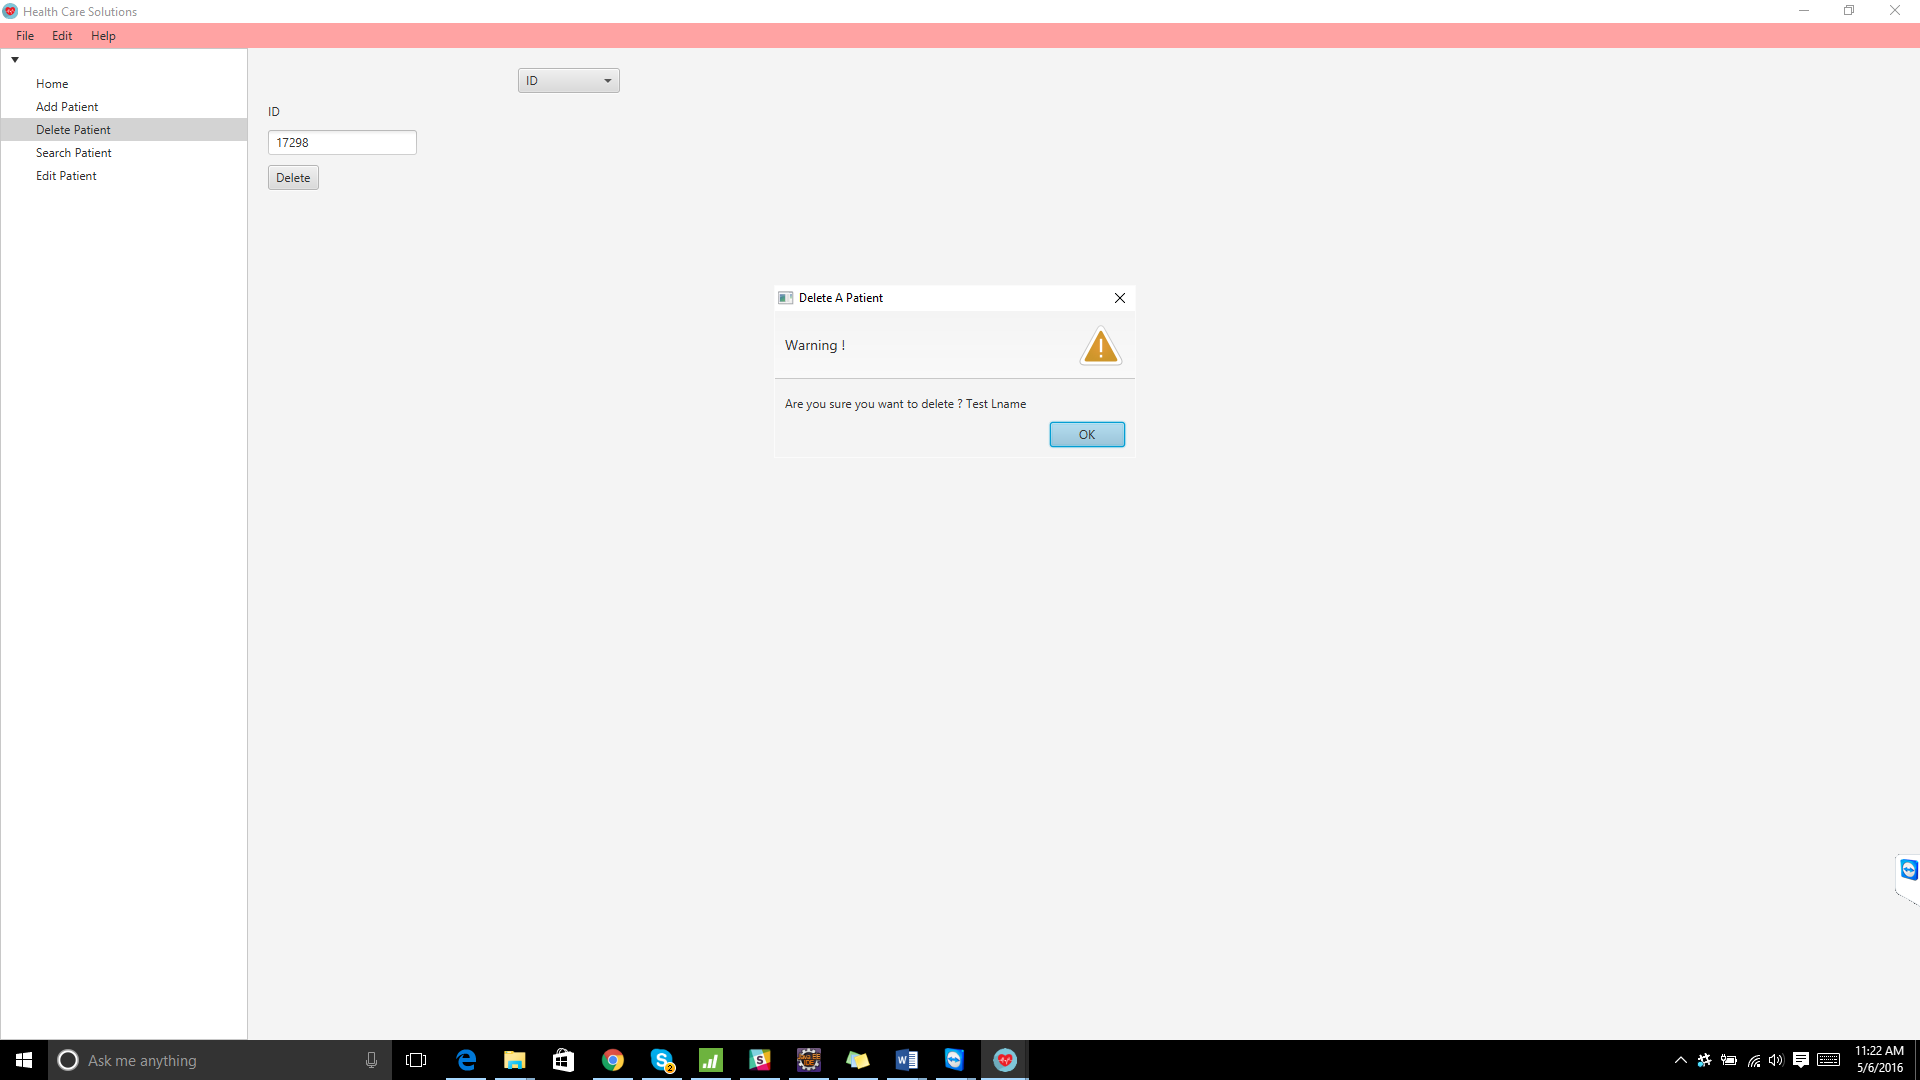 Health Care Solutions
File Edit Help
Home
Add Patient
Delete Patient
Search Patient
Edit Patient
ID
ID
17298
Delete
Delete A Patient
Warning !
Are you sure you want to delete ? Test Lname
OK
Ask me anything
2
11:22 AM
5/6/2016